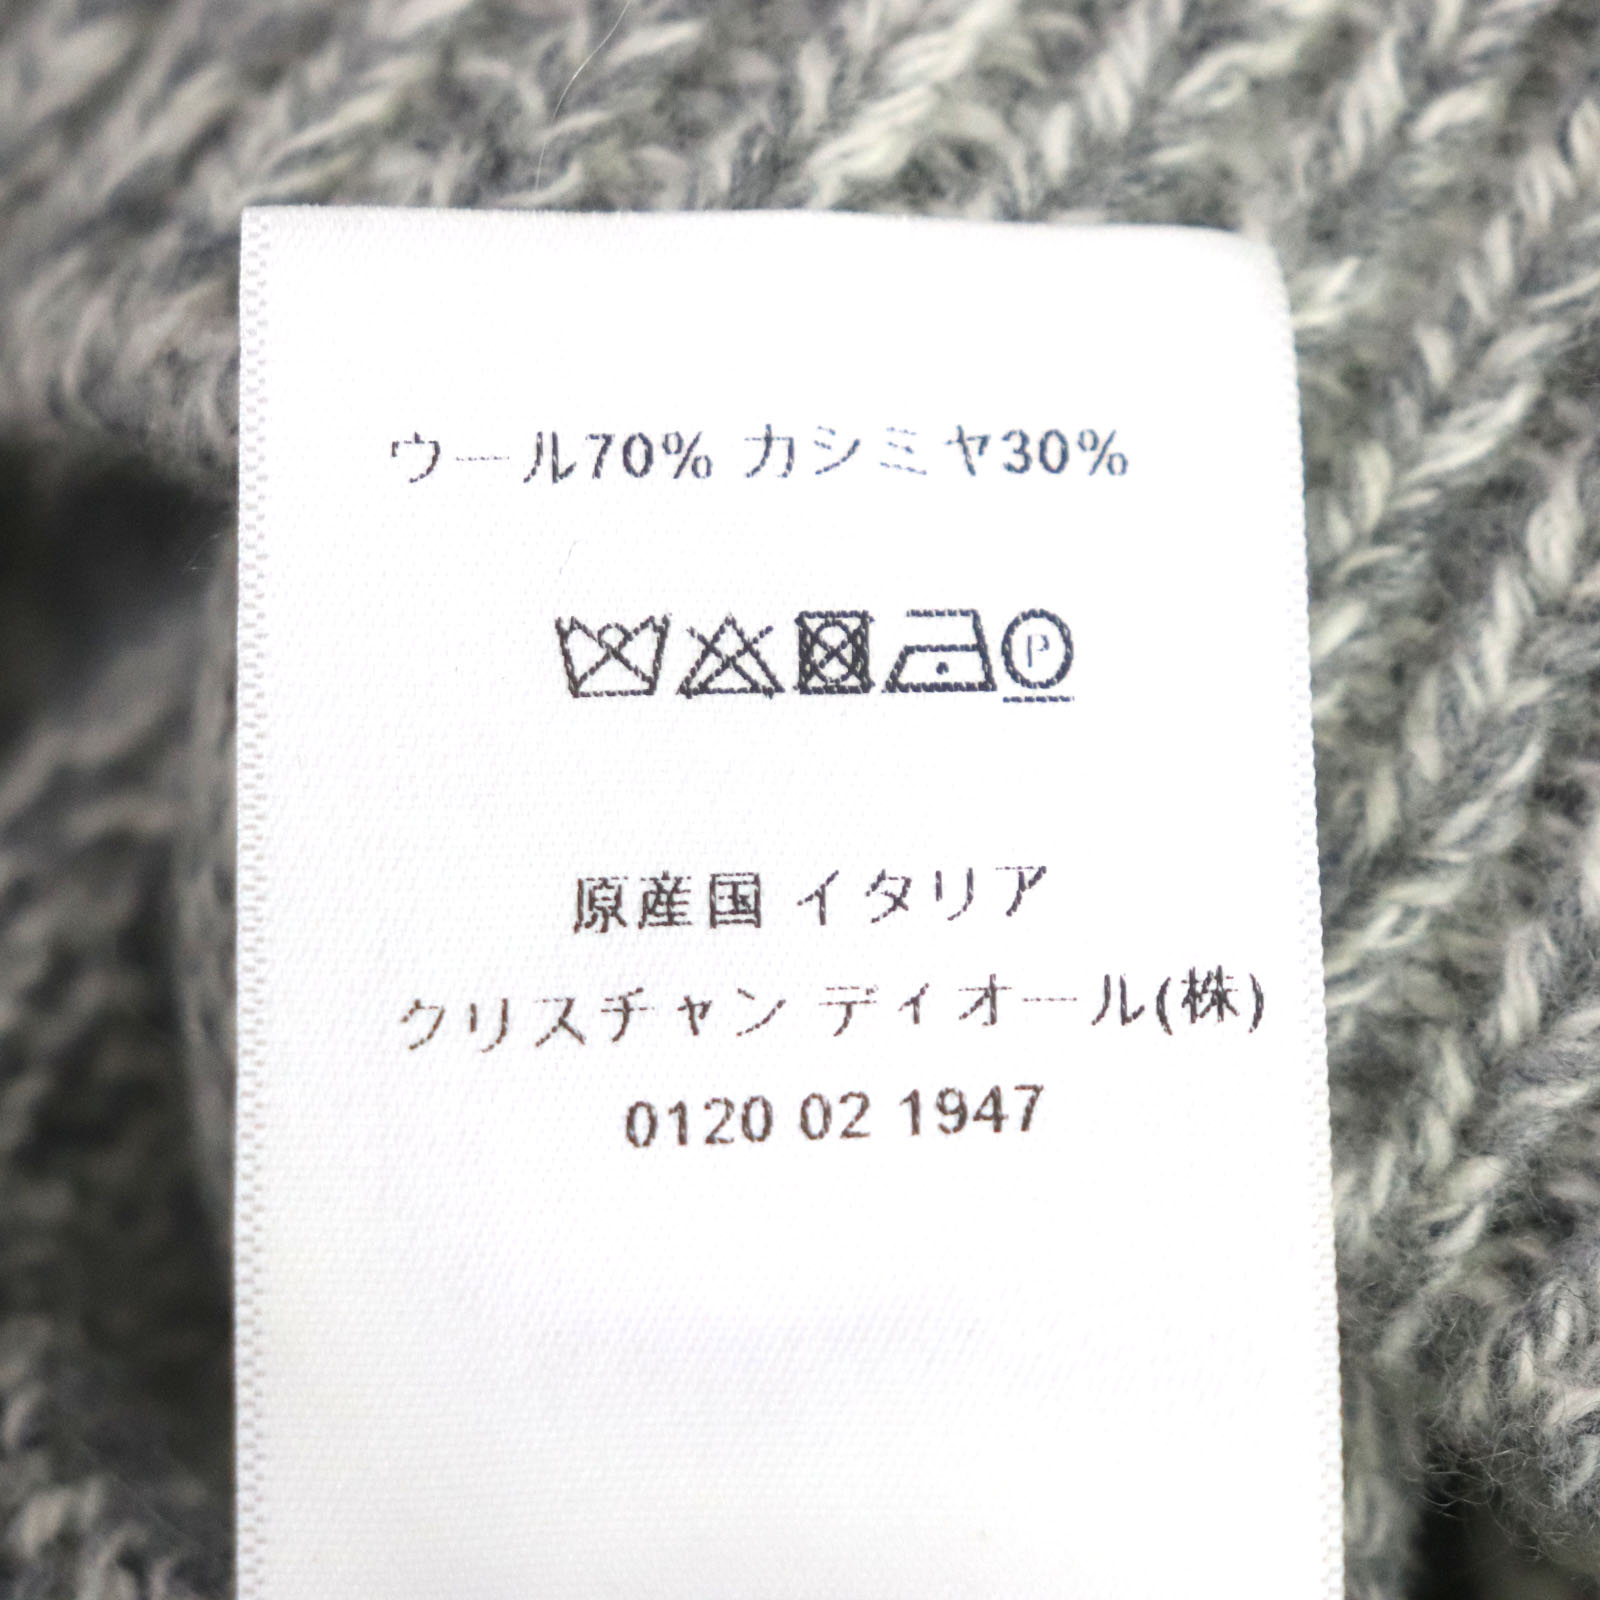 ウール70% カシミヤ30%
P
原産国 イタリア
クリスチャン ディオール(株)
0120 02 1947